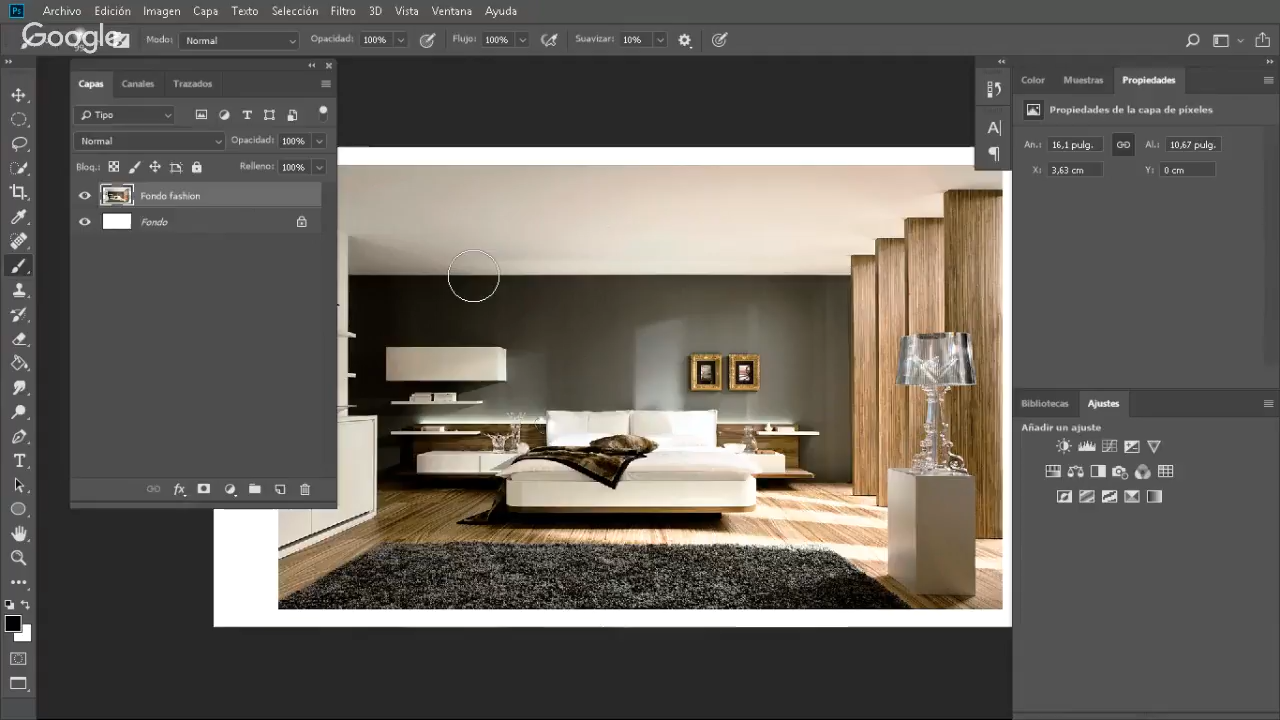 Ps Archivo Edición Imagen Capa Texto Selección Filtro 3D Vista Ventana Ayuda
Google
Modo: Normal Opacidad: 100% Flujo: 100% Suavizar: 10%
Capas Canales Trazados
Tipo
Normal Opacidad: 100%
Bloq.: Relleno: 100%
Fondo fashion
Fondo
fx
Color Muestras Propiedades
Propiedades de la capa de píxeles
An.: 16,1 pulg. Al.: 10,67 pulg.
X: 3,63 cm Y: 0 cm
Bibliotecas Ajustes
Añadir un ajuste